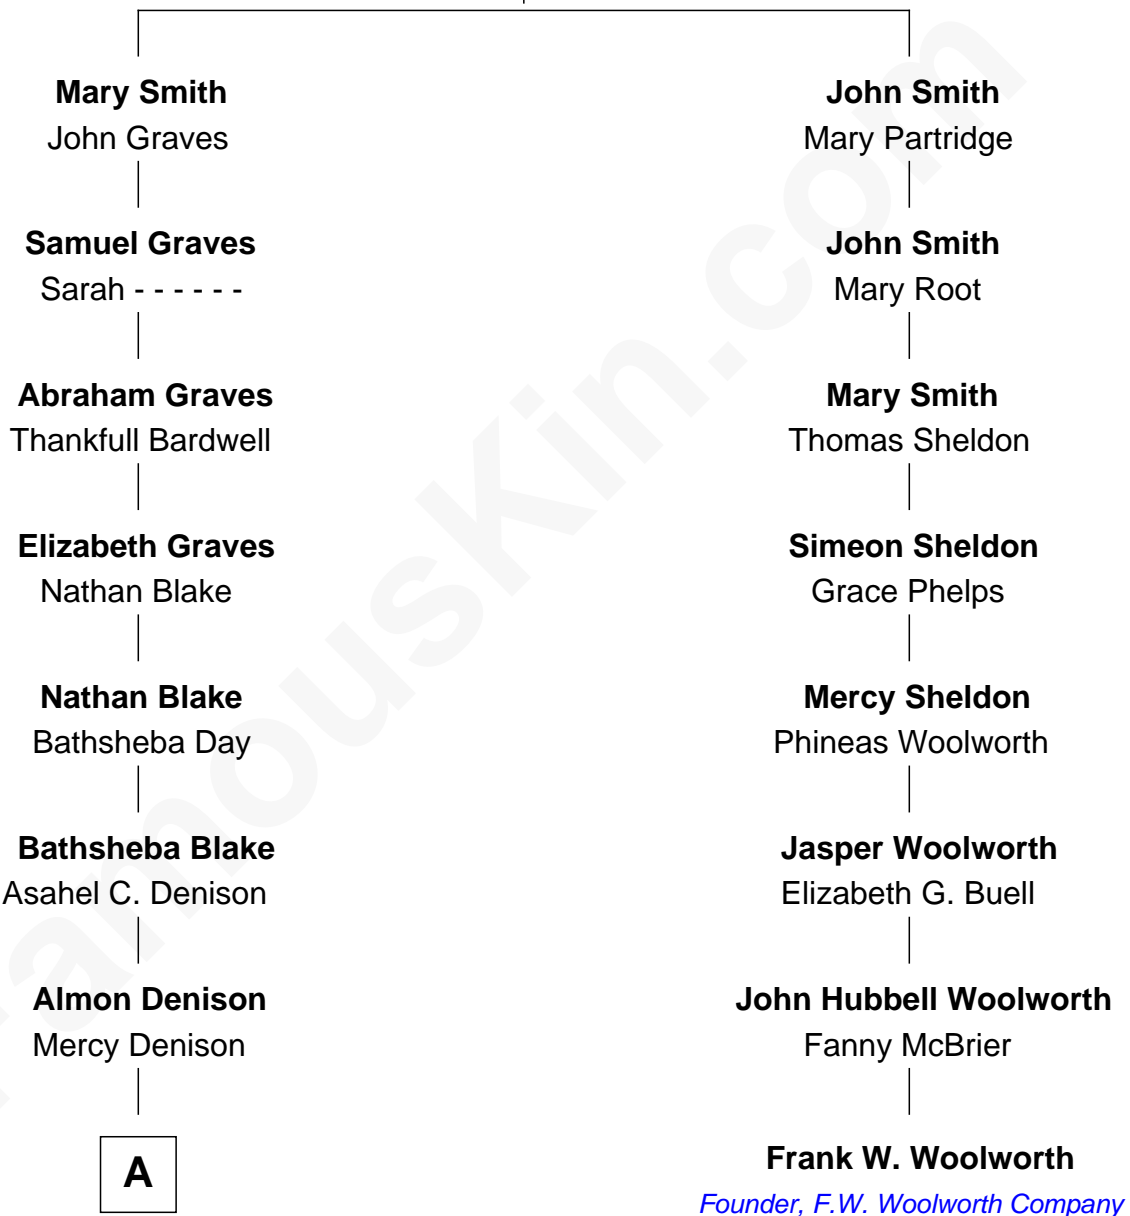 Mary Smith
John Graves
Samuel Graves
Sarah - - - - - -
Abraham Graves
Thankfull Bardwell
Elizabeth Graves
Nathan Blake
Nathan Blake
Bathsheba Day
Bathsheba Blake
Asahel C. Denison
Almon Denison
Mercy Denison
A
John Smith
Mary Partridge
John Smith
Mary Root
Mary Smith
Thomas Sheldon
Simeon Sheldon
Grace Phelps
Mercy Sheldon
Phineas Woolworth
Jasper Woolworth
Elizabeth G. Buell
John Hubbell Woolworth
Fanny McBrier
Frank W. Woolworth
Founder, F.W. Woolworth Company
FamousKin.com